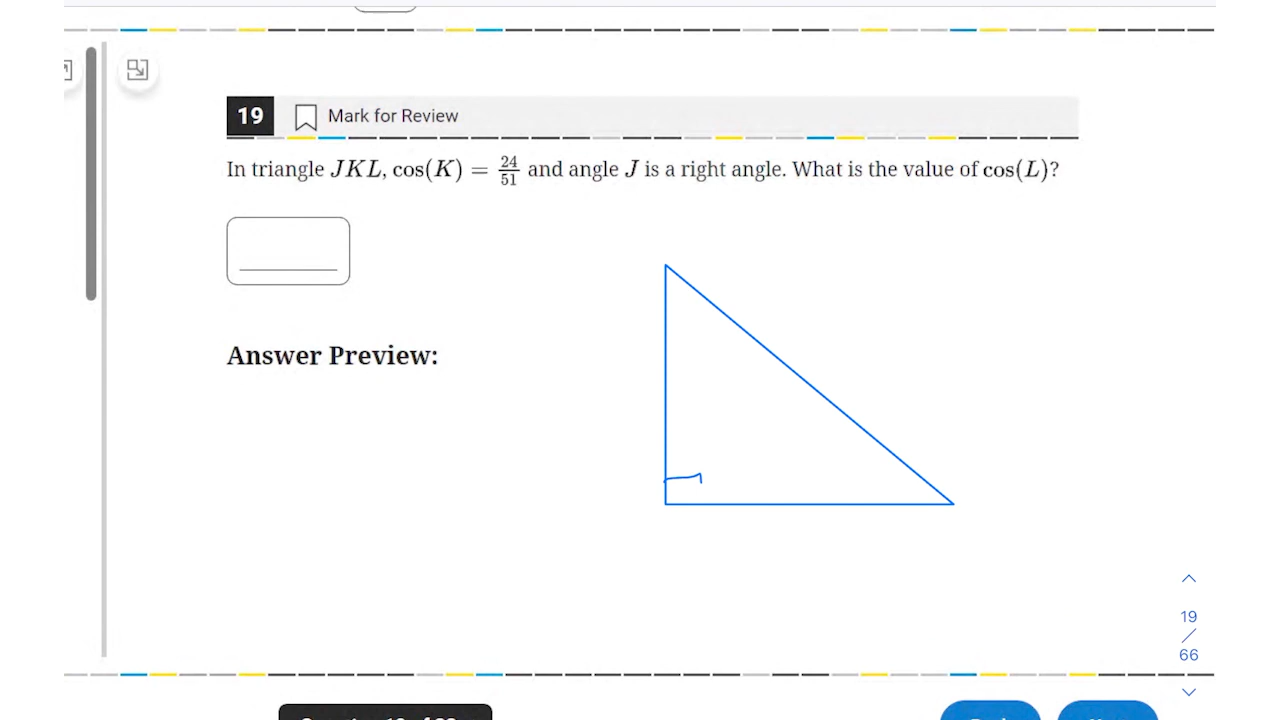 19 Mark for Review
In triangle JKL, cos(K) = 24/51 and angle J is a right angle. What is the value of cos(L)?
Answer Preview:
19
/
66